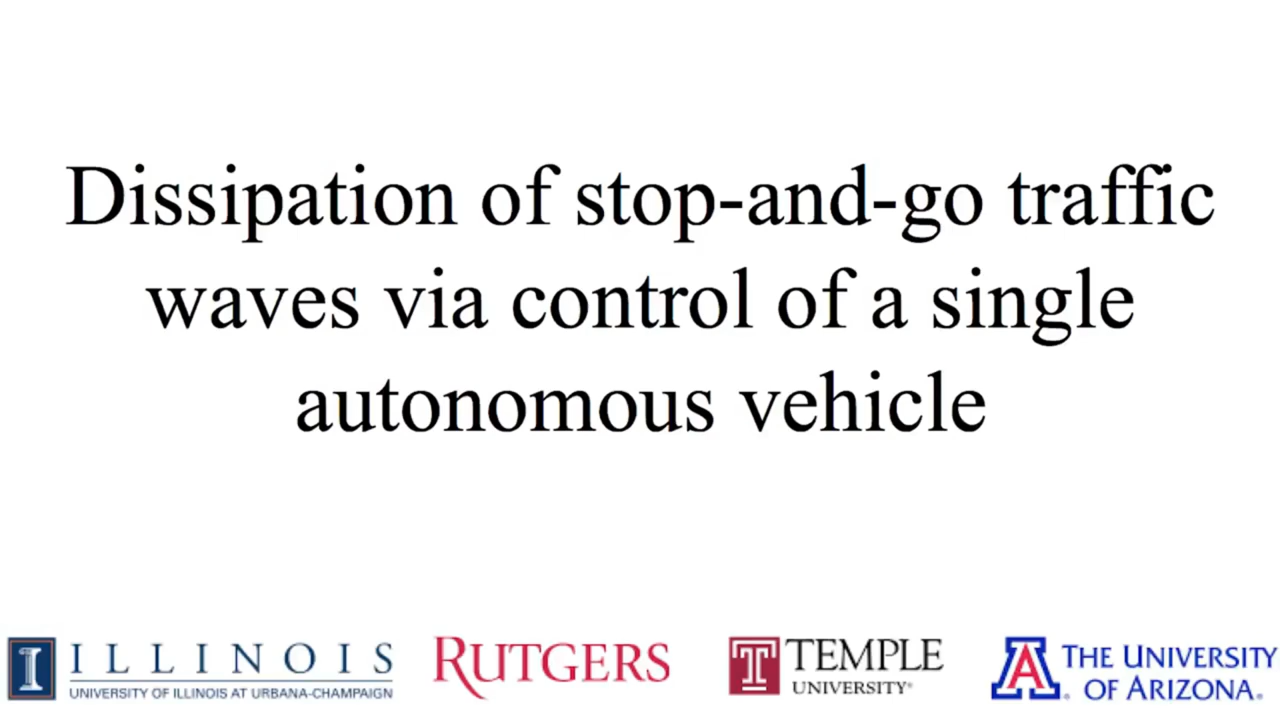 Dissipation of stop-and-go traffic
waves via control of a single
autonomous vehicle
I ILLINOIS
UNIVERSITY OF ILLINOIS AT URBANA-CHAMPAIGN
RUTGERS
T TEMPLE
UNIVERSITY®
A® THE UNIVERSITY
OF ARIZONA®